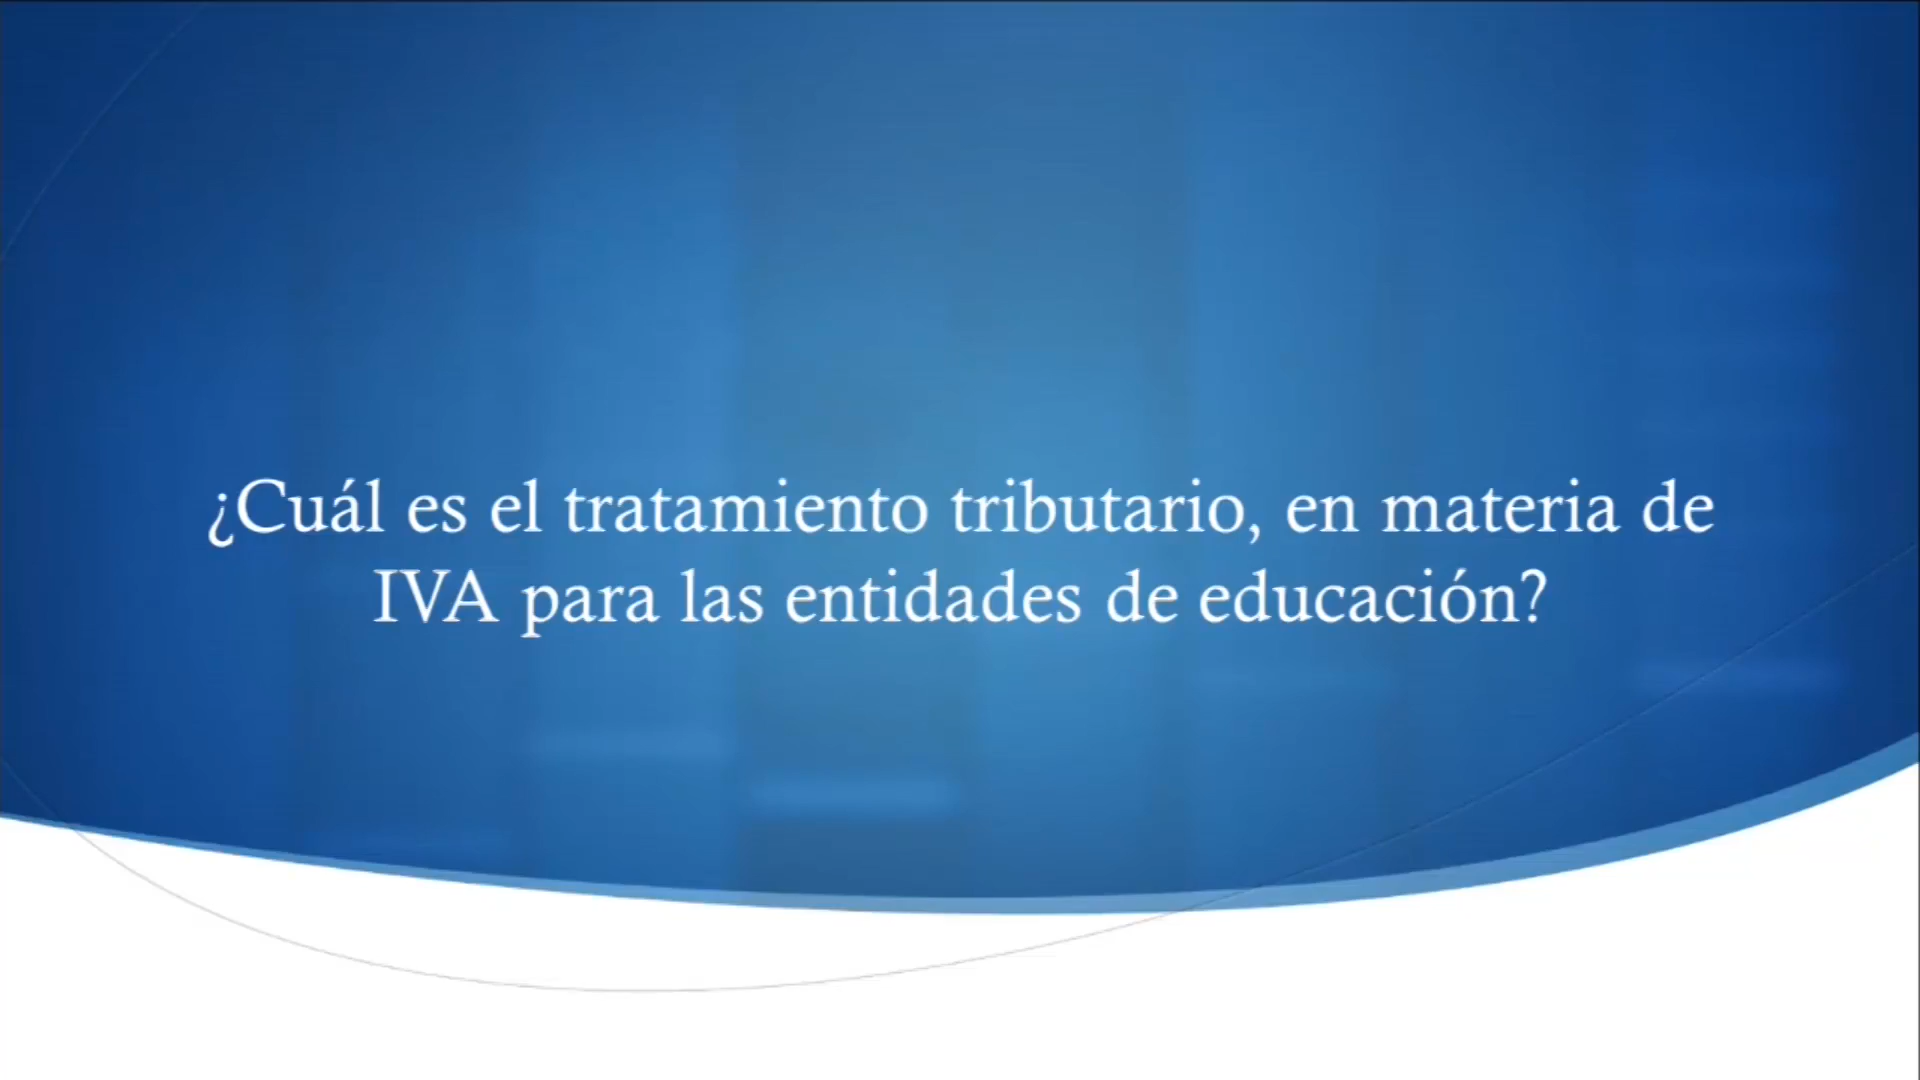 ¿Cuál es el tratamiento tributario, en materia de
IVA para las entidades de educación?